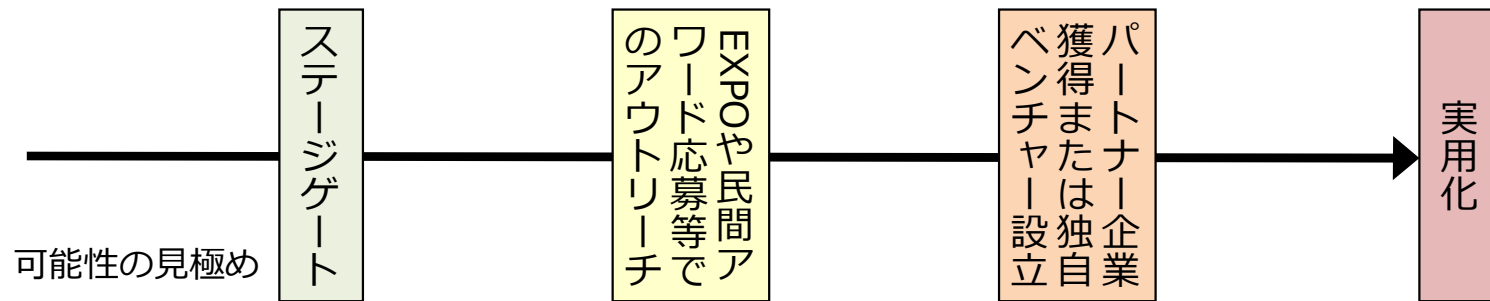 可能性の見極め
ステージゲート
EXPOや民間ア
ワード応募等で
のアウトリーチ
パートナー企業
獲得または独自
ベンチャー設立
実用化